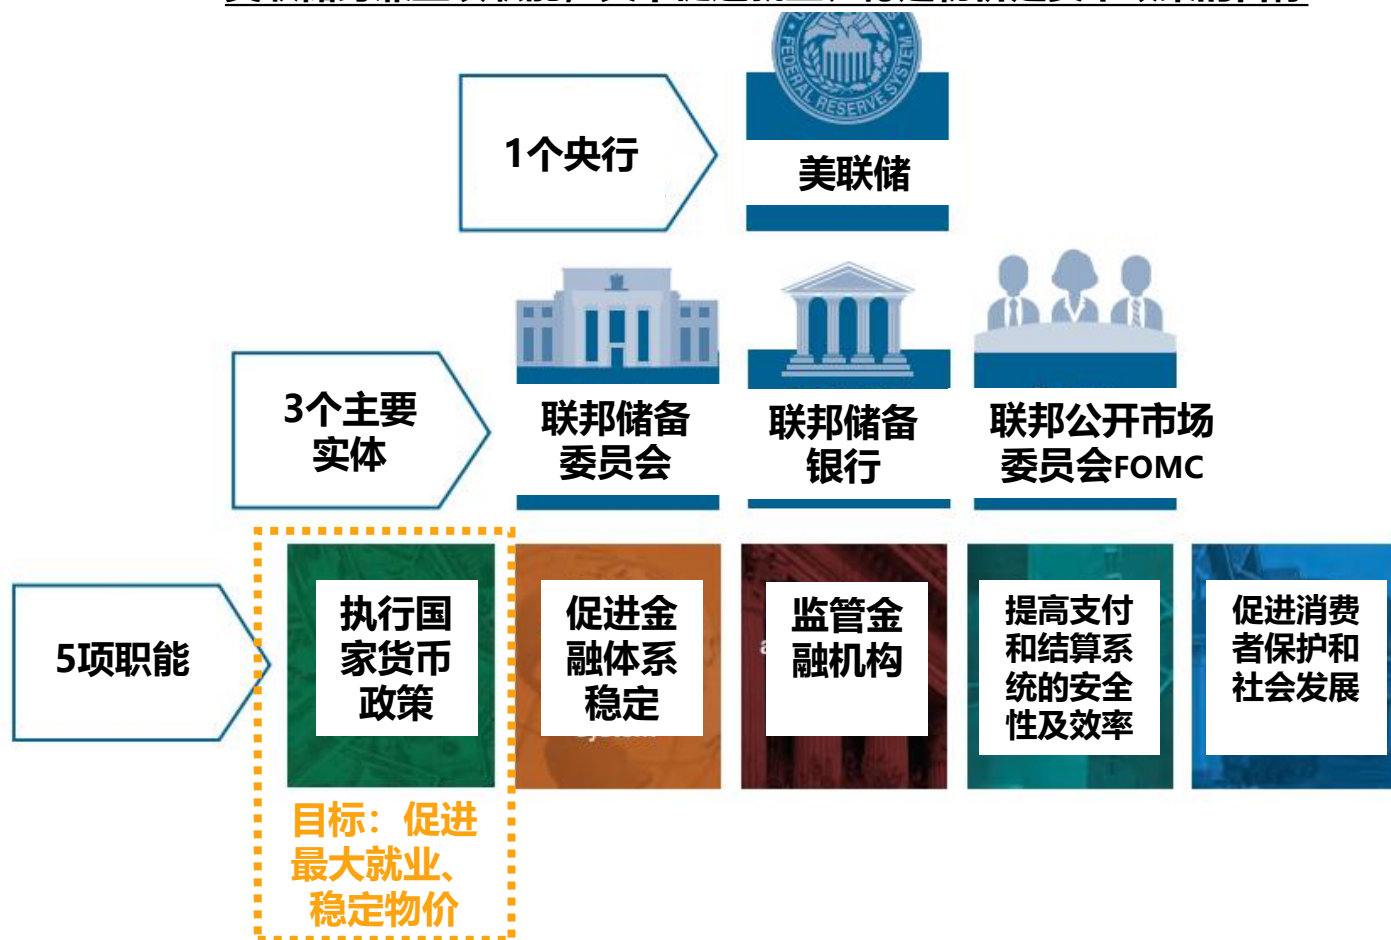 1个央行
FEDERAL RESERVE SYSTEM
美联储
3个主要
实体
联邦储备
委员会
联邦储备
银行
联邦公开市场
委员会FOMC
5项职能
执行国
家货币
政策
促进金
融体系
稳定
监管金
融机构
提高支付
和结算系
统的安全
性及效率
促进消费
者保护和
社会发展
目标：促进
最大就业、
稳定物价